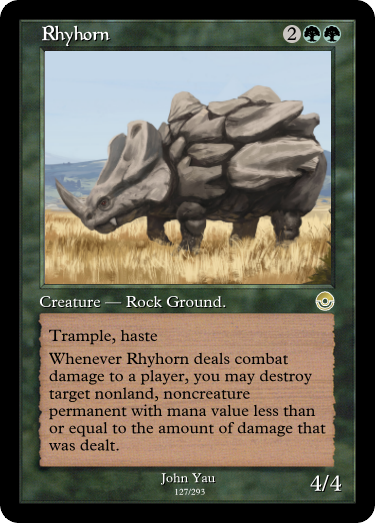 Rhyhorn 2
Creature — Rock Ground.
Trample, haste
Whenever Rhyhorn deals combat
damage to a player, you may destroy
target nonland, noncreature
permanent with mana value less than
or equal to the amount of damage that
was dealt.
John Yau
127/293
4/4